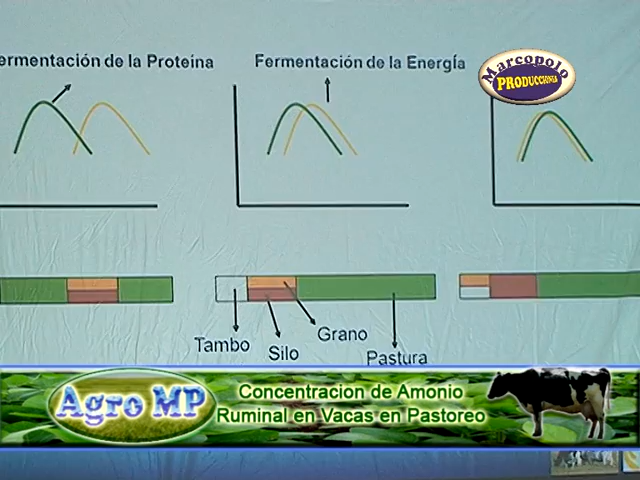 ermentación de la Proteína
Fermentación de la Energía
Marcopolo
PRODUCCIONES
Tambo
Silo
Grano
Pastura
Agro MP
Concentracion de Amonio
Ruminal en Vacas en Pastoreo